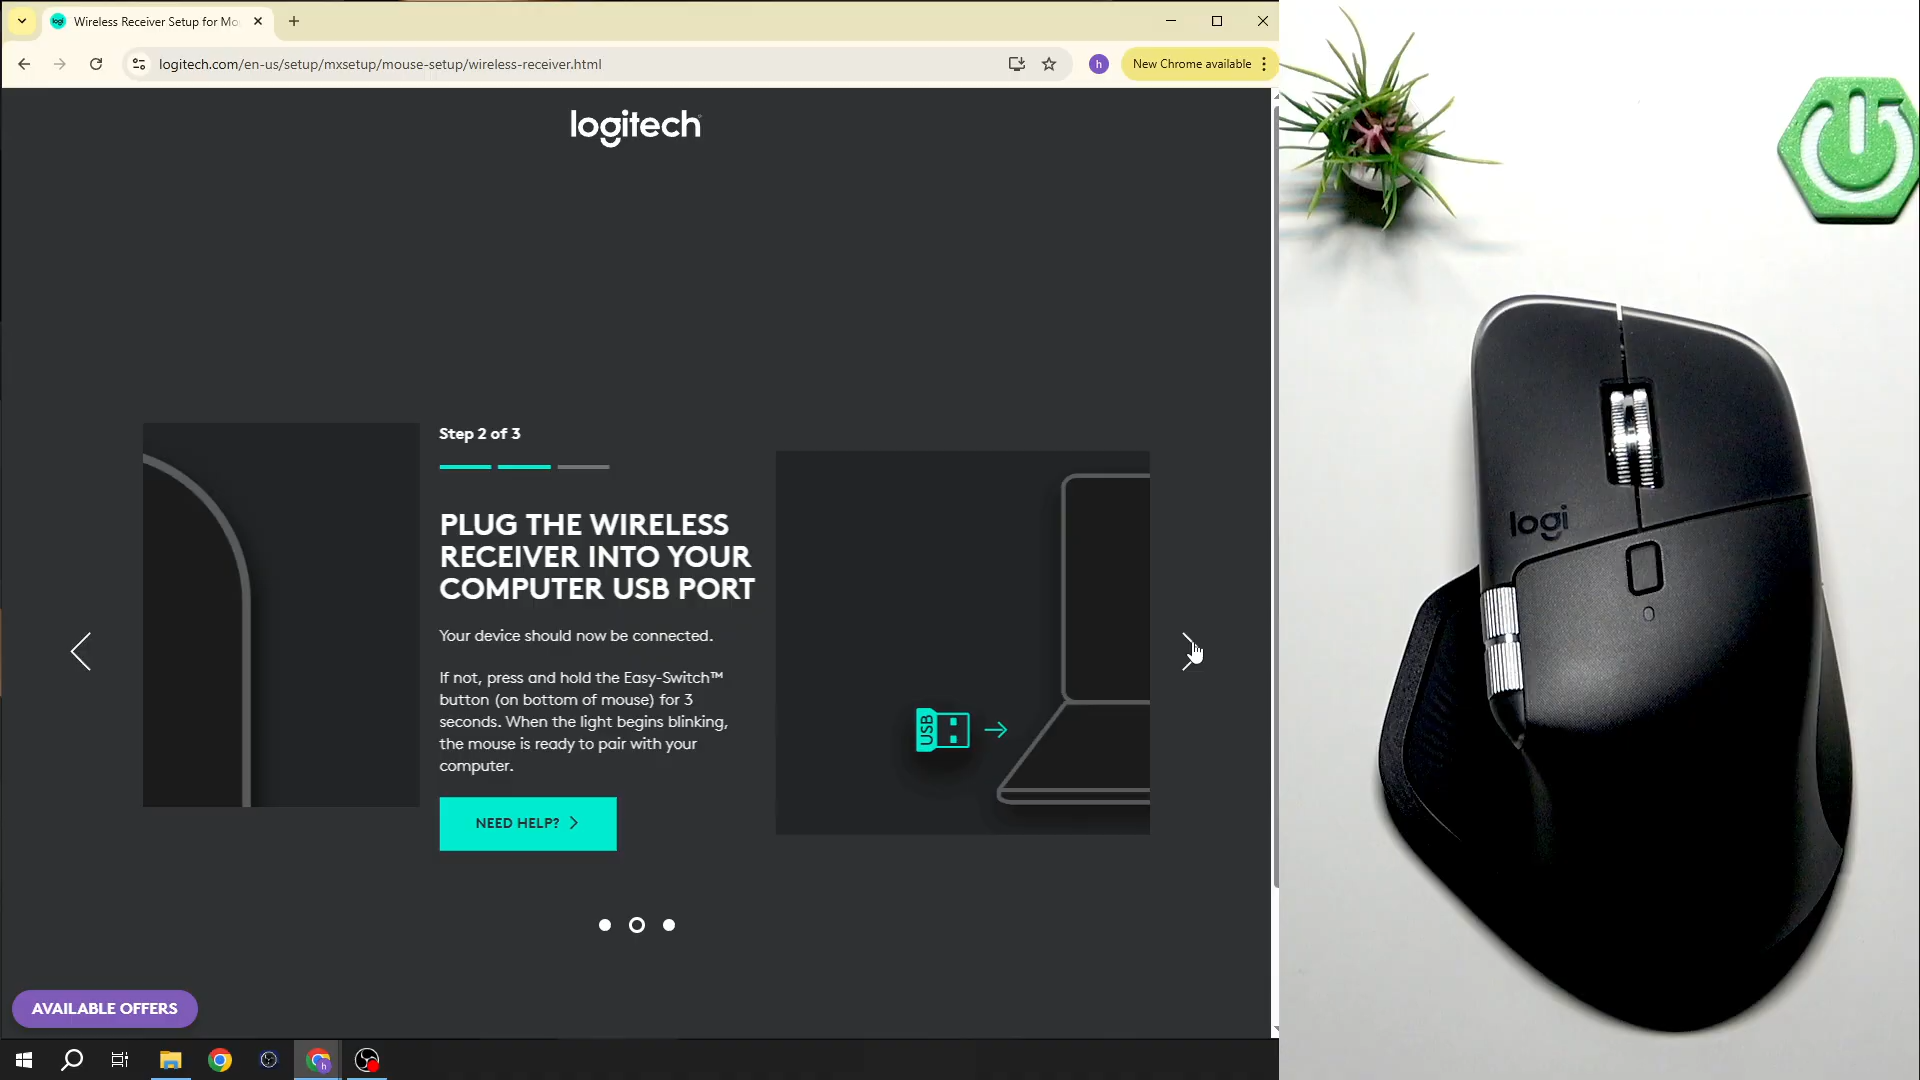 Wireless Receiver Setup for Mo
logitech.com/en-us/setup/mxsetup/mouse-setup/wireless-receiver.html
h
New Chrome available
logitech
Step 2 of 3
PLUG THE WIRELESS
RECEIVER INTO YOUR
COMPUTER USB PORT
Your device should now be connected.
If not, press and hold the Easy-Switch™
button (on bottom of mouse) for 3
seconds. When the light begins blinking,
the mouse is ready to pair with your
computer.
NEED HELP?
USB
AVAILABLE OFFERS
logi